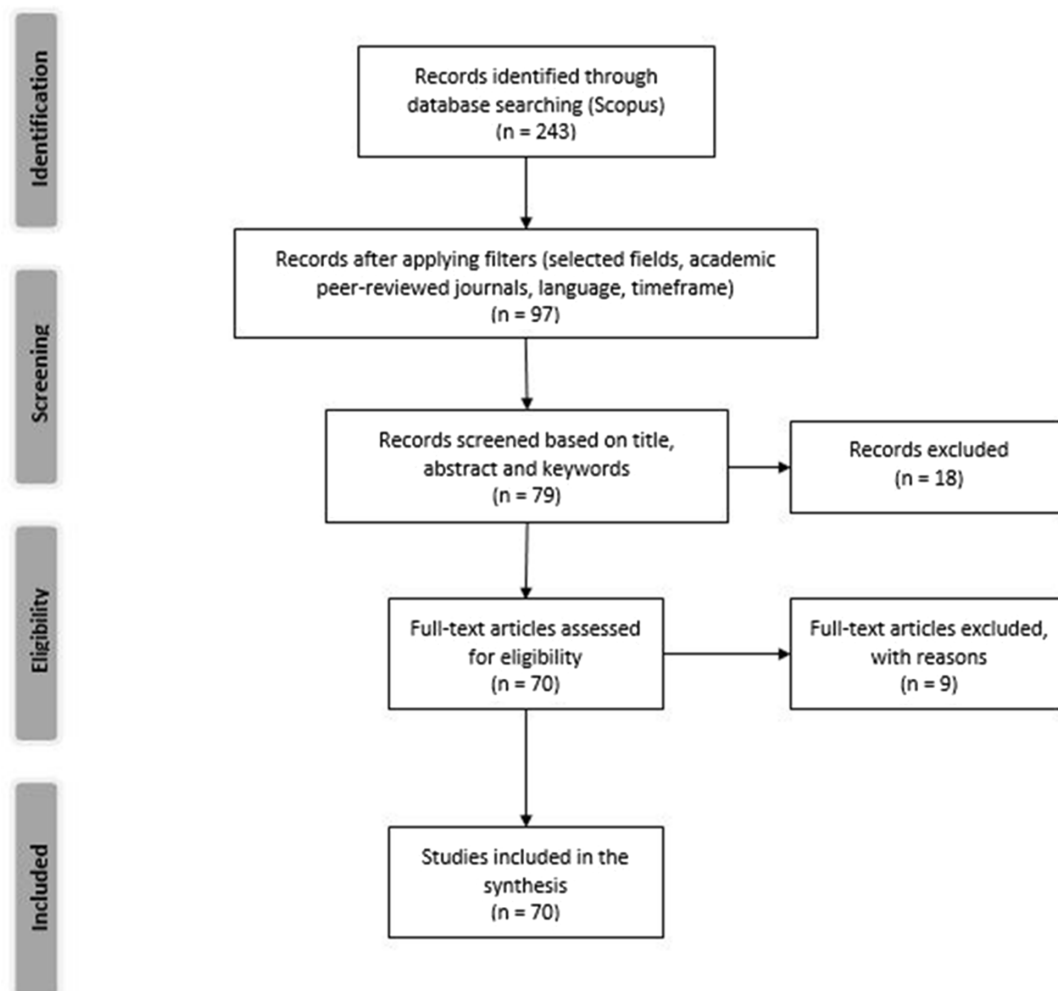 Identification
Records identified through
database searching (Scopus)
(n = 243)
Records after applying filters (selected fields, academic
peer-reviewed journals, language, timeframe)
(n = 97)
Screening
Records screened based on title,
abstract and keywords
(n = 79)
Records excluded
(n = 18)
Eligibility
Full-text articles assessed
for eligibility
(n = 70)
Full-text articles excluded,
with reasons
(n = 9)
Included
Studies included in the
synthesis
(n = 70)